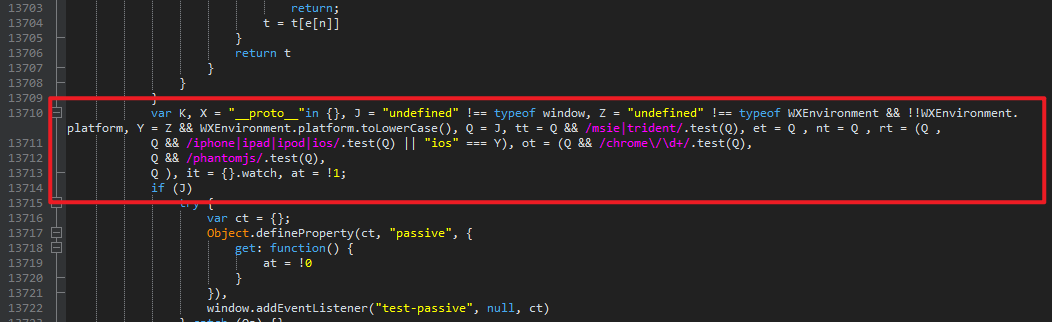 13703 return;
13704 t = t[e[n]]
13705 }
13706 return t
13707 }
13708 }
13709 }
13710 var K, X = "__proto__"in {}, J = "undefined" !== typeof window, Z = "undefined" !== typeof WXEnvironment && !!WXEnvironment.
platform, Y = Z && WXEnvironment.platform.toLowerCase(), Q = J, tt = Q && /msie|trident/.test(Q), et = Q , nt = Q , rt = (Q ,
13711 Q && /iphone|ipad|ipod|ios/.test(Q) || "ios" === Y), ot = (Q && /chrome\/\d+/.test(Q),
13712 Q && /phantomjs/.test(Q),
13713 Q ), it = {}.watch, at = !1;
13714 if (J)
13715 try {
13716 var ct = {};
13717 Object.defineProperty(ct, "passive", {
13718 get: function() {
13719 at = !0
13720 }
13721 }),
13722 window.addEventListener("test-passive", null, ct)
13723 } catch (Qa) {}